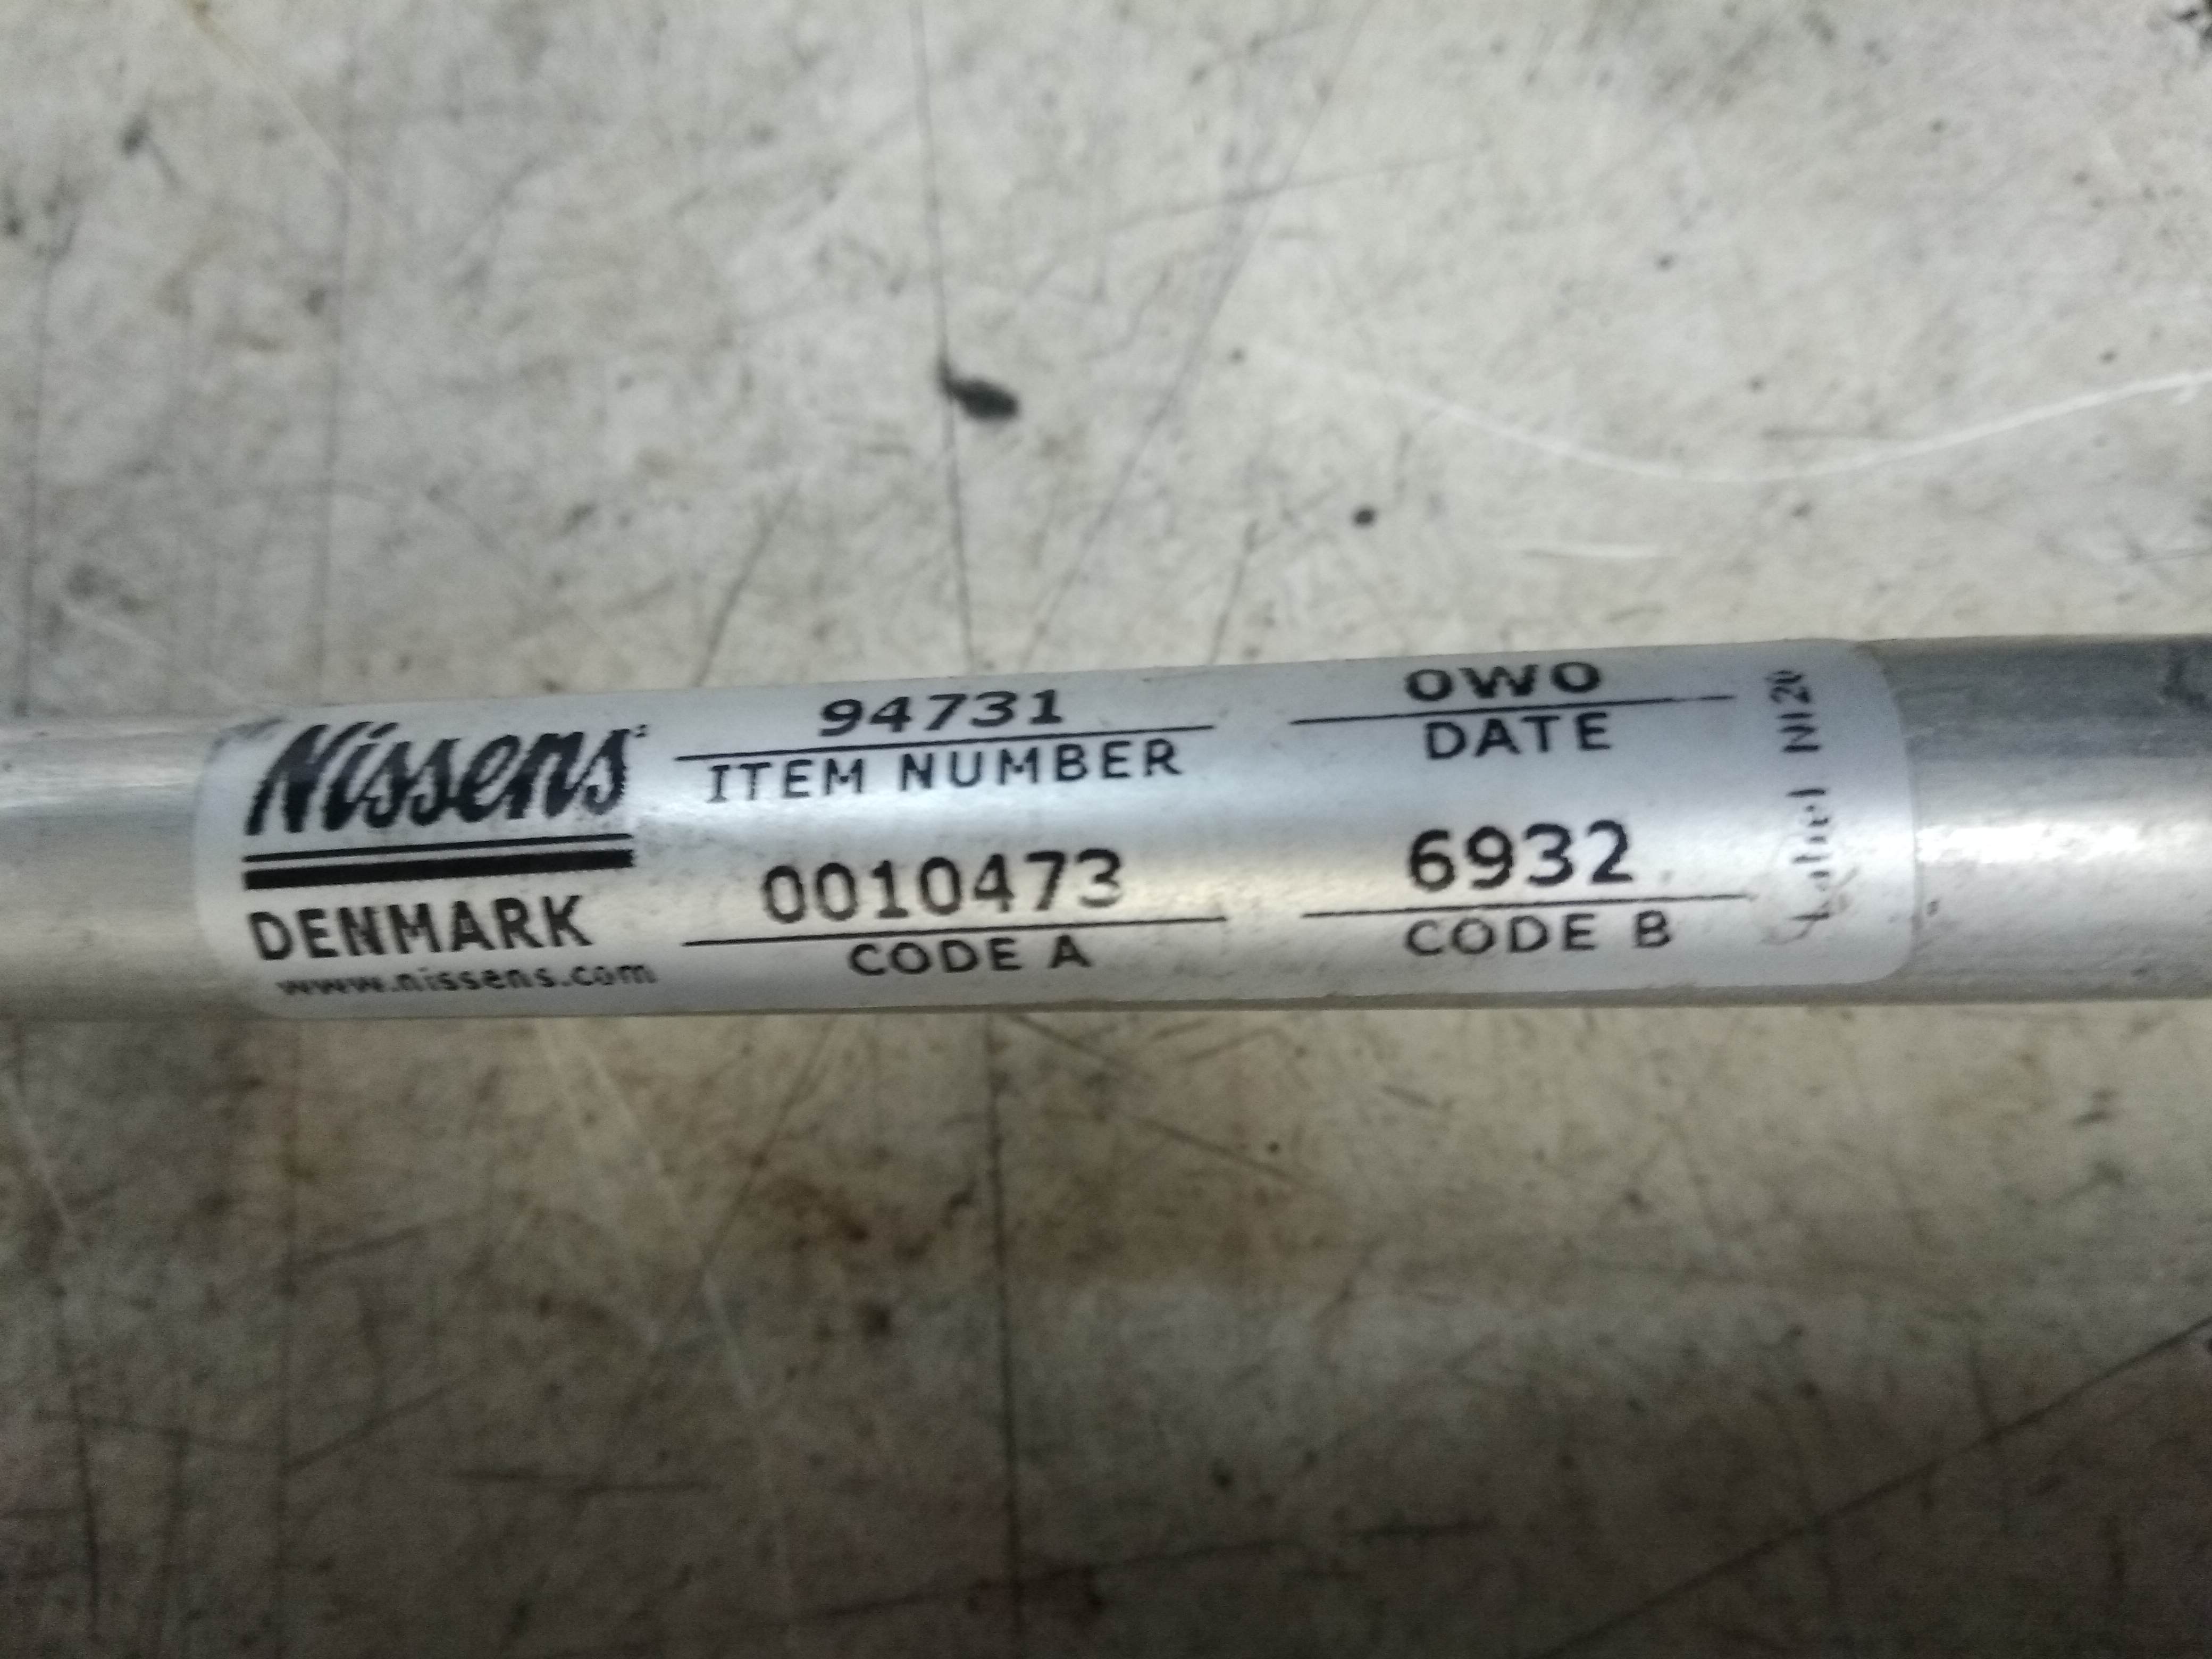 Nissens
DENMARK
www.nissens.com
94731
ITEM NUMBER
OWO
DATE
0010473
CODE A
6932
CODE B